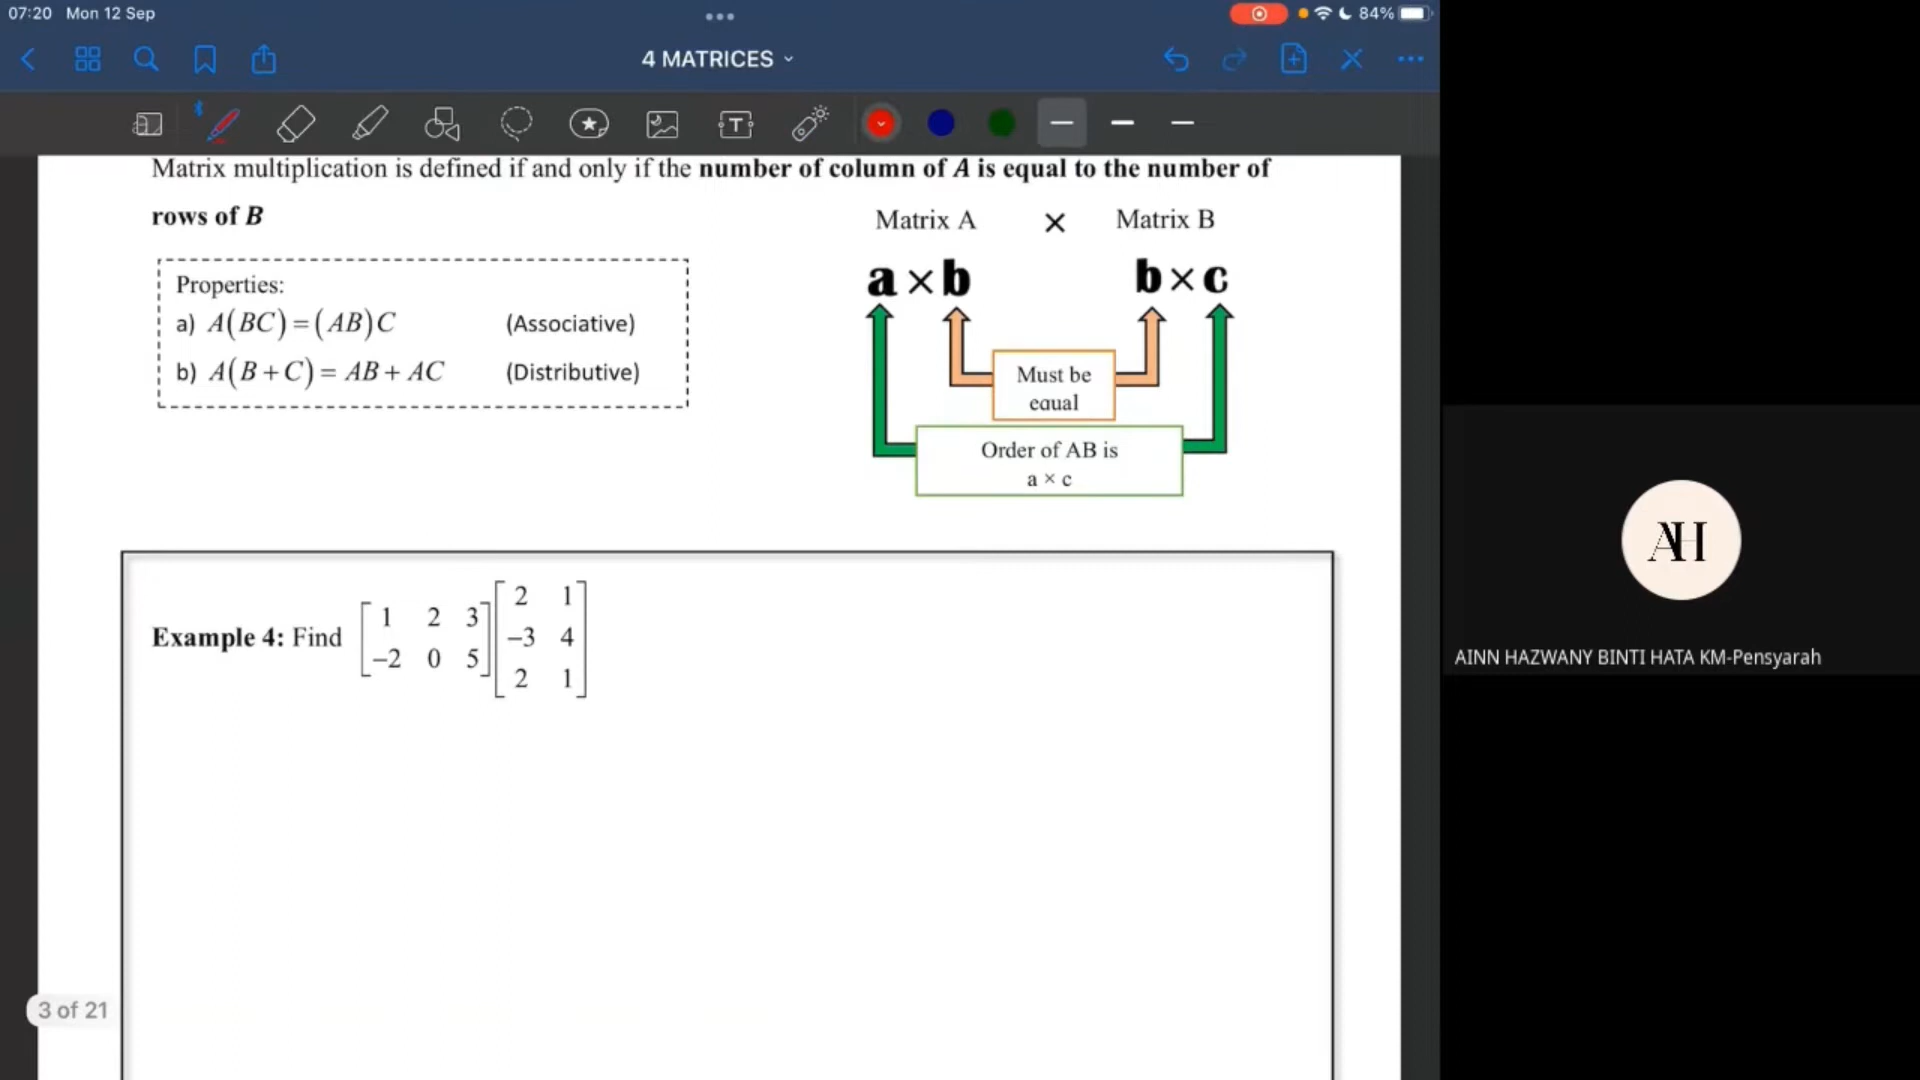 07:20 Mon 12 Sep
84%
4 MATRICES
Matrix multiplication is defined if and only if the number of column of A is equal to the number of
rows of B
Matrix A × Matrix B
a × b b × c
Properties:
a) A(BC) = (AB)C (Associative)
b) A(B + C) = AB + AC (Distributive)
Must be
equal
Order of AB is
a × c
Example 4: Find [1 2 3; −2 0 5] [2 1; −3 4; 2 1]
3 of 21
AH
AINN HAZWANY BINTI HATA KM-Pensyarah